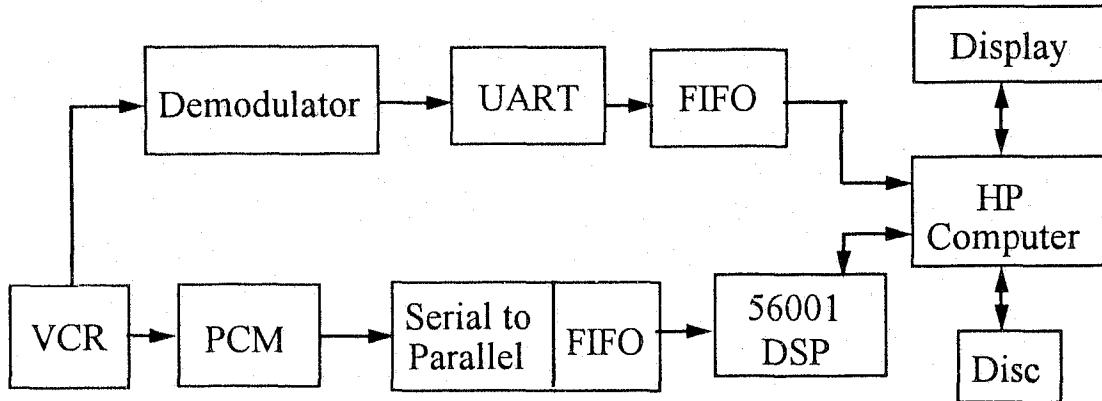 Display
Demodulator
UART
FIFO
HP
Computer
VCR
PCM
Serial to
Parallel
FIFO
56001
DSP
Disc